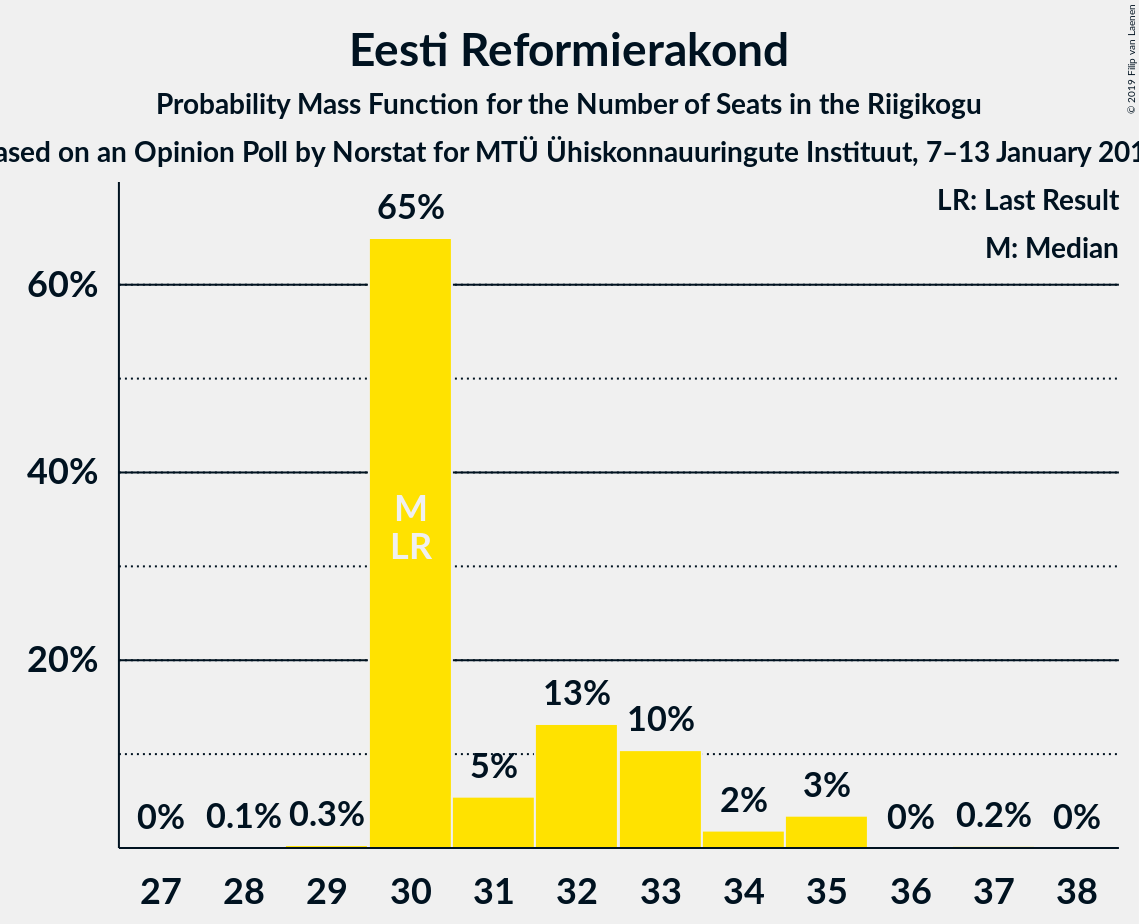 Eesti Reformierakond
Probability Mass Function for the Number of Seats in the Riigikogu
on an Opinion Poll by Norstat for MTÜ Ühiskonnauuringute Instituut, 7–13 January
© 2019 Filip van Laenen
LR: Last Result
M: Median
65%
60%
40%
20%
M
LR
0%
0.1%
0.3%
5%
13%
10%
2%
3%
0%
0.2%
0%
27 28 29 30 31 32 33 34 35 36 37 38